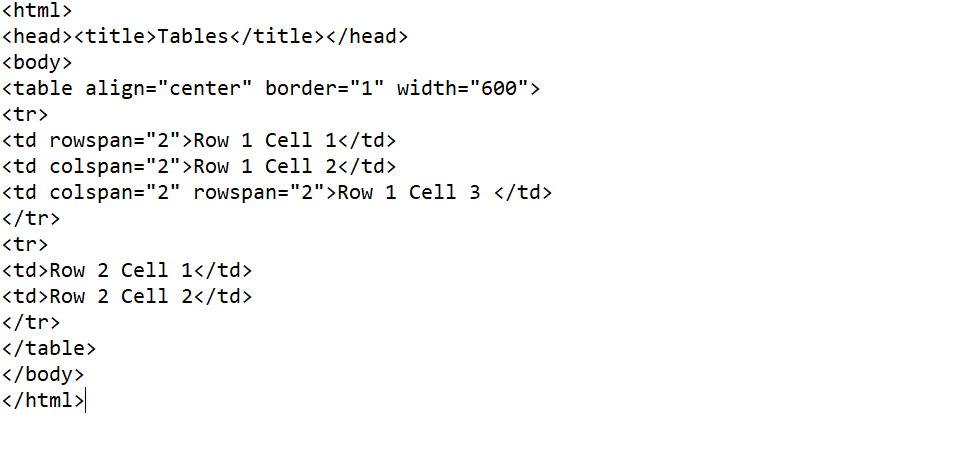 <html>
<head><title>Tables</title></head>
<body>
<table align="center" border="1" width="600">
<tr>
<td rowspan="2">Row 1 Cell 1</td>
<td colspan="2">Row 1 Cell 2</td>
<td colspan="2" rowspan="2">Row 1 Cell 3 </td>
</tr>
<tr>
<td>Row 2 Cell 1</td>
<td>Row 2 Cell 2</td>
</tr>
</table>
</body>
</html>